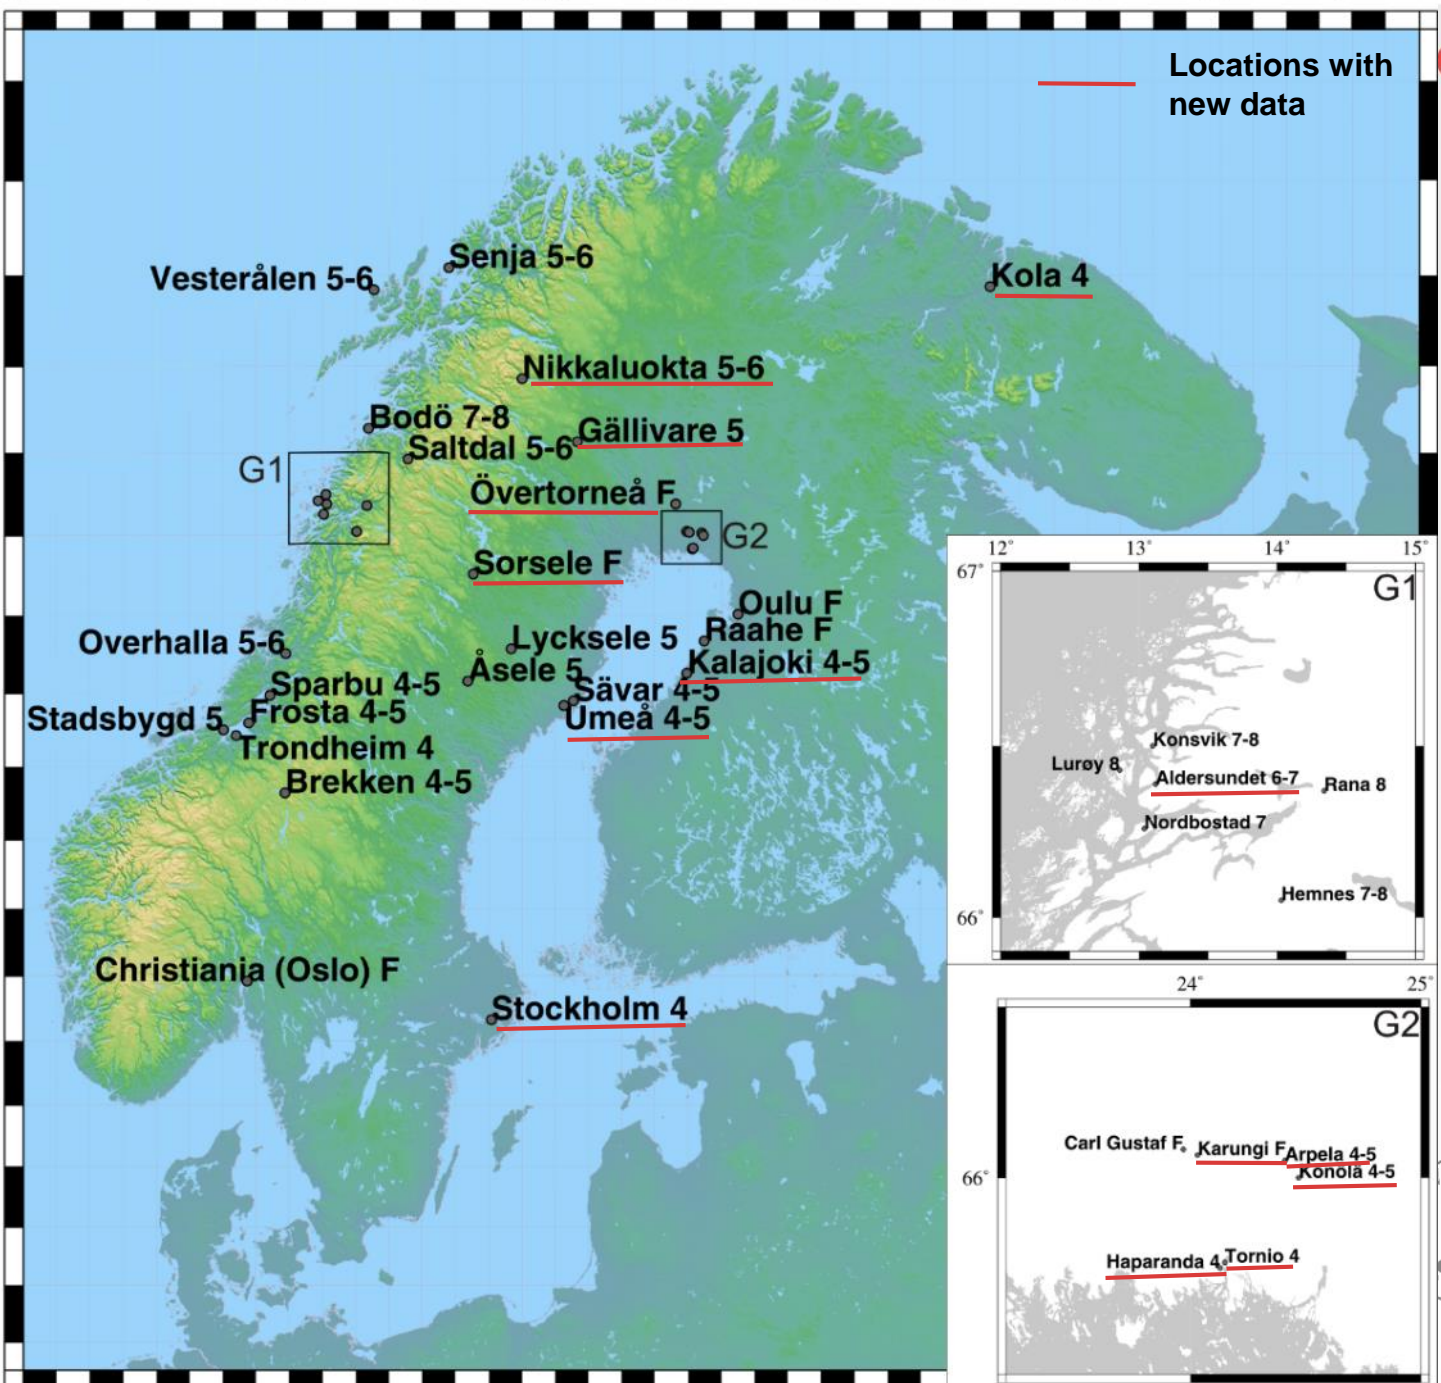 Locations with
new data
Senja 5-6
Vesterålen 5-6
Kola 4
Nikkaluokta 5-6
Bodö 7-8
Gällivare 5
Saltdal 5-6
G1
Övertorneå F
G2
Sorsele F
Oulu F
Raahe F
Lycksele 5
Overhalla 5-6
Kalajoki 4-5
Åsele 5
Sparbu 4-5
Sävar 4-5
Frosta 4-5
Stadsbygd 5
Umeå 4-5
Trondheim 4
Brekken 4-5
Christiania (Oslo) F
Stockholm 4
12° 13° 14° 15°
67°
G1
Konsvik 7-8
Lurøy 8
Aldersundet 6-7
Rana 8
Nordbostad 7
Hemnes 7-8
66°
24° 25°
G2
Carl Gustaf F
Karungi F
Arpela 4-5
Konola 4-5
66°
Haparanda 4
Tornio 4